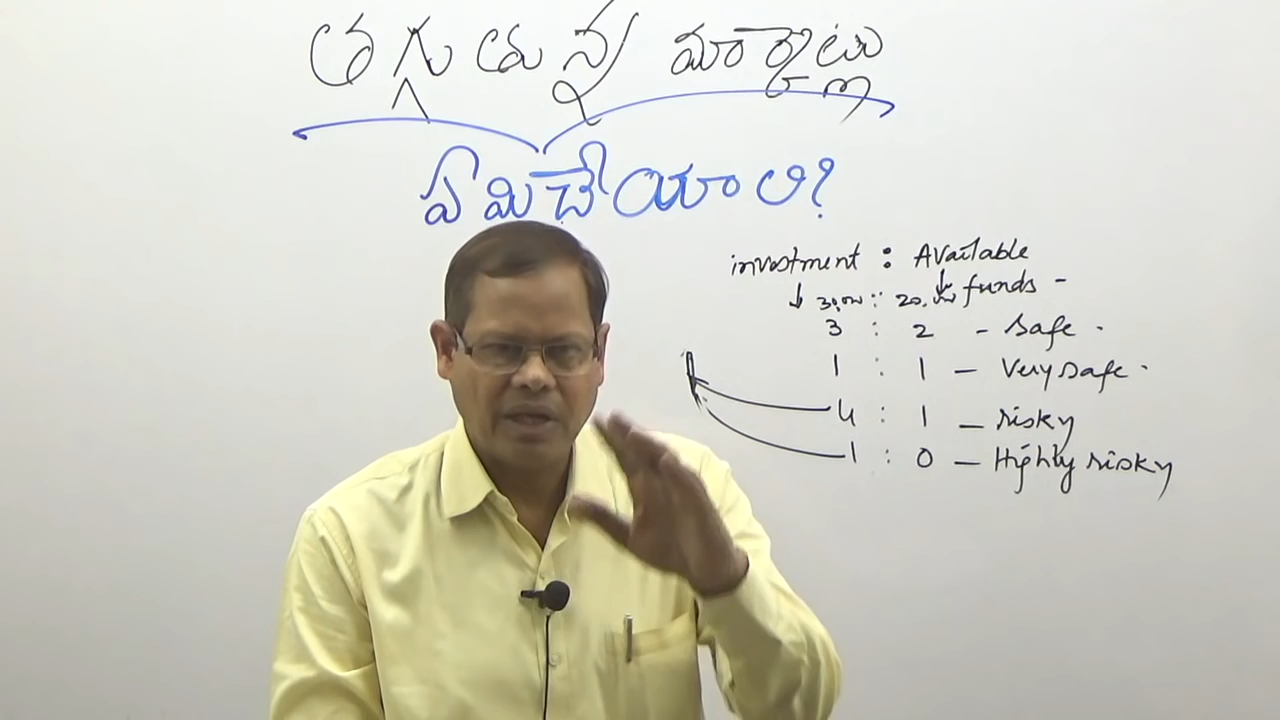 తగ్గుతున్న మార్కెట్లు
ఏమిచేయాలి?
investment : Available
funds -
3 : 2 - Safe -
1 : 1 - Very safe -
4 : 1 - risky
1 : 0 - Highly risky